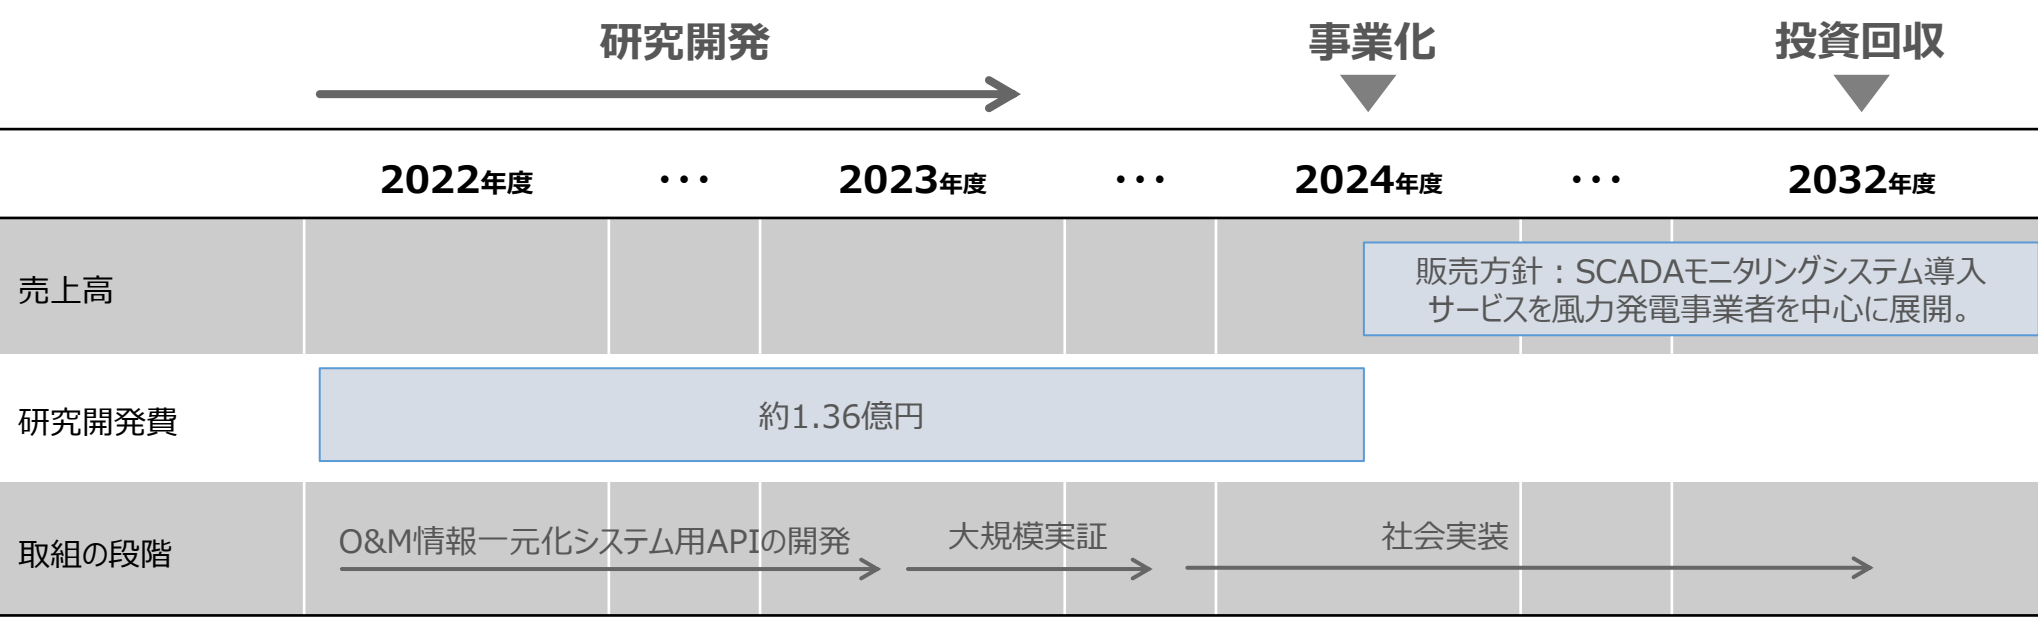 研究開発 事業化 投資回収
2022年度 ・・・ 2023年度 ・・・ 2024年度 ・・・ 2032年度
売上高
販売方針：SCADAモニタリングシステム導入
サービスを風力発電事業者を中心に展開。
研究開発費
約1.36億円
取組の段階
O&M情報一元化システム用APIの開発
大規模実証
社会実装